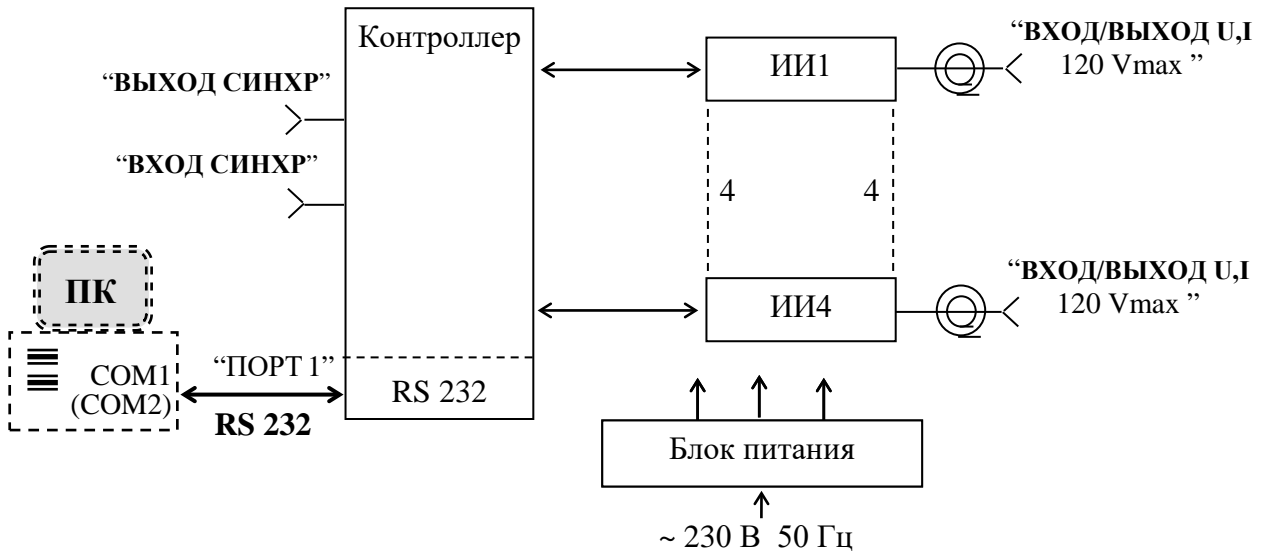 Контроллер
“ВЫХОД СИНХР”
“ВХОД СИНХР”
ИИ1
“ВХОД/ВЫХОД U,I
120 Vmax ”
4
4
ИИ4
“ВХОД/ВЫХОД U,I
120 Vmax ”
ПК
COM1
(COM2)
“ПОРТ 1”
RS 232
RS 232
Блок питания
~ 230 В 50 Гц